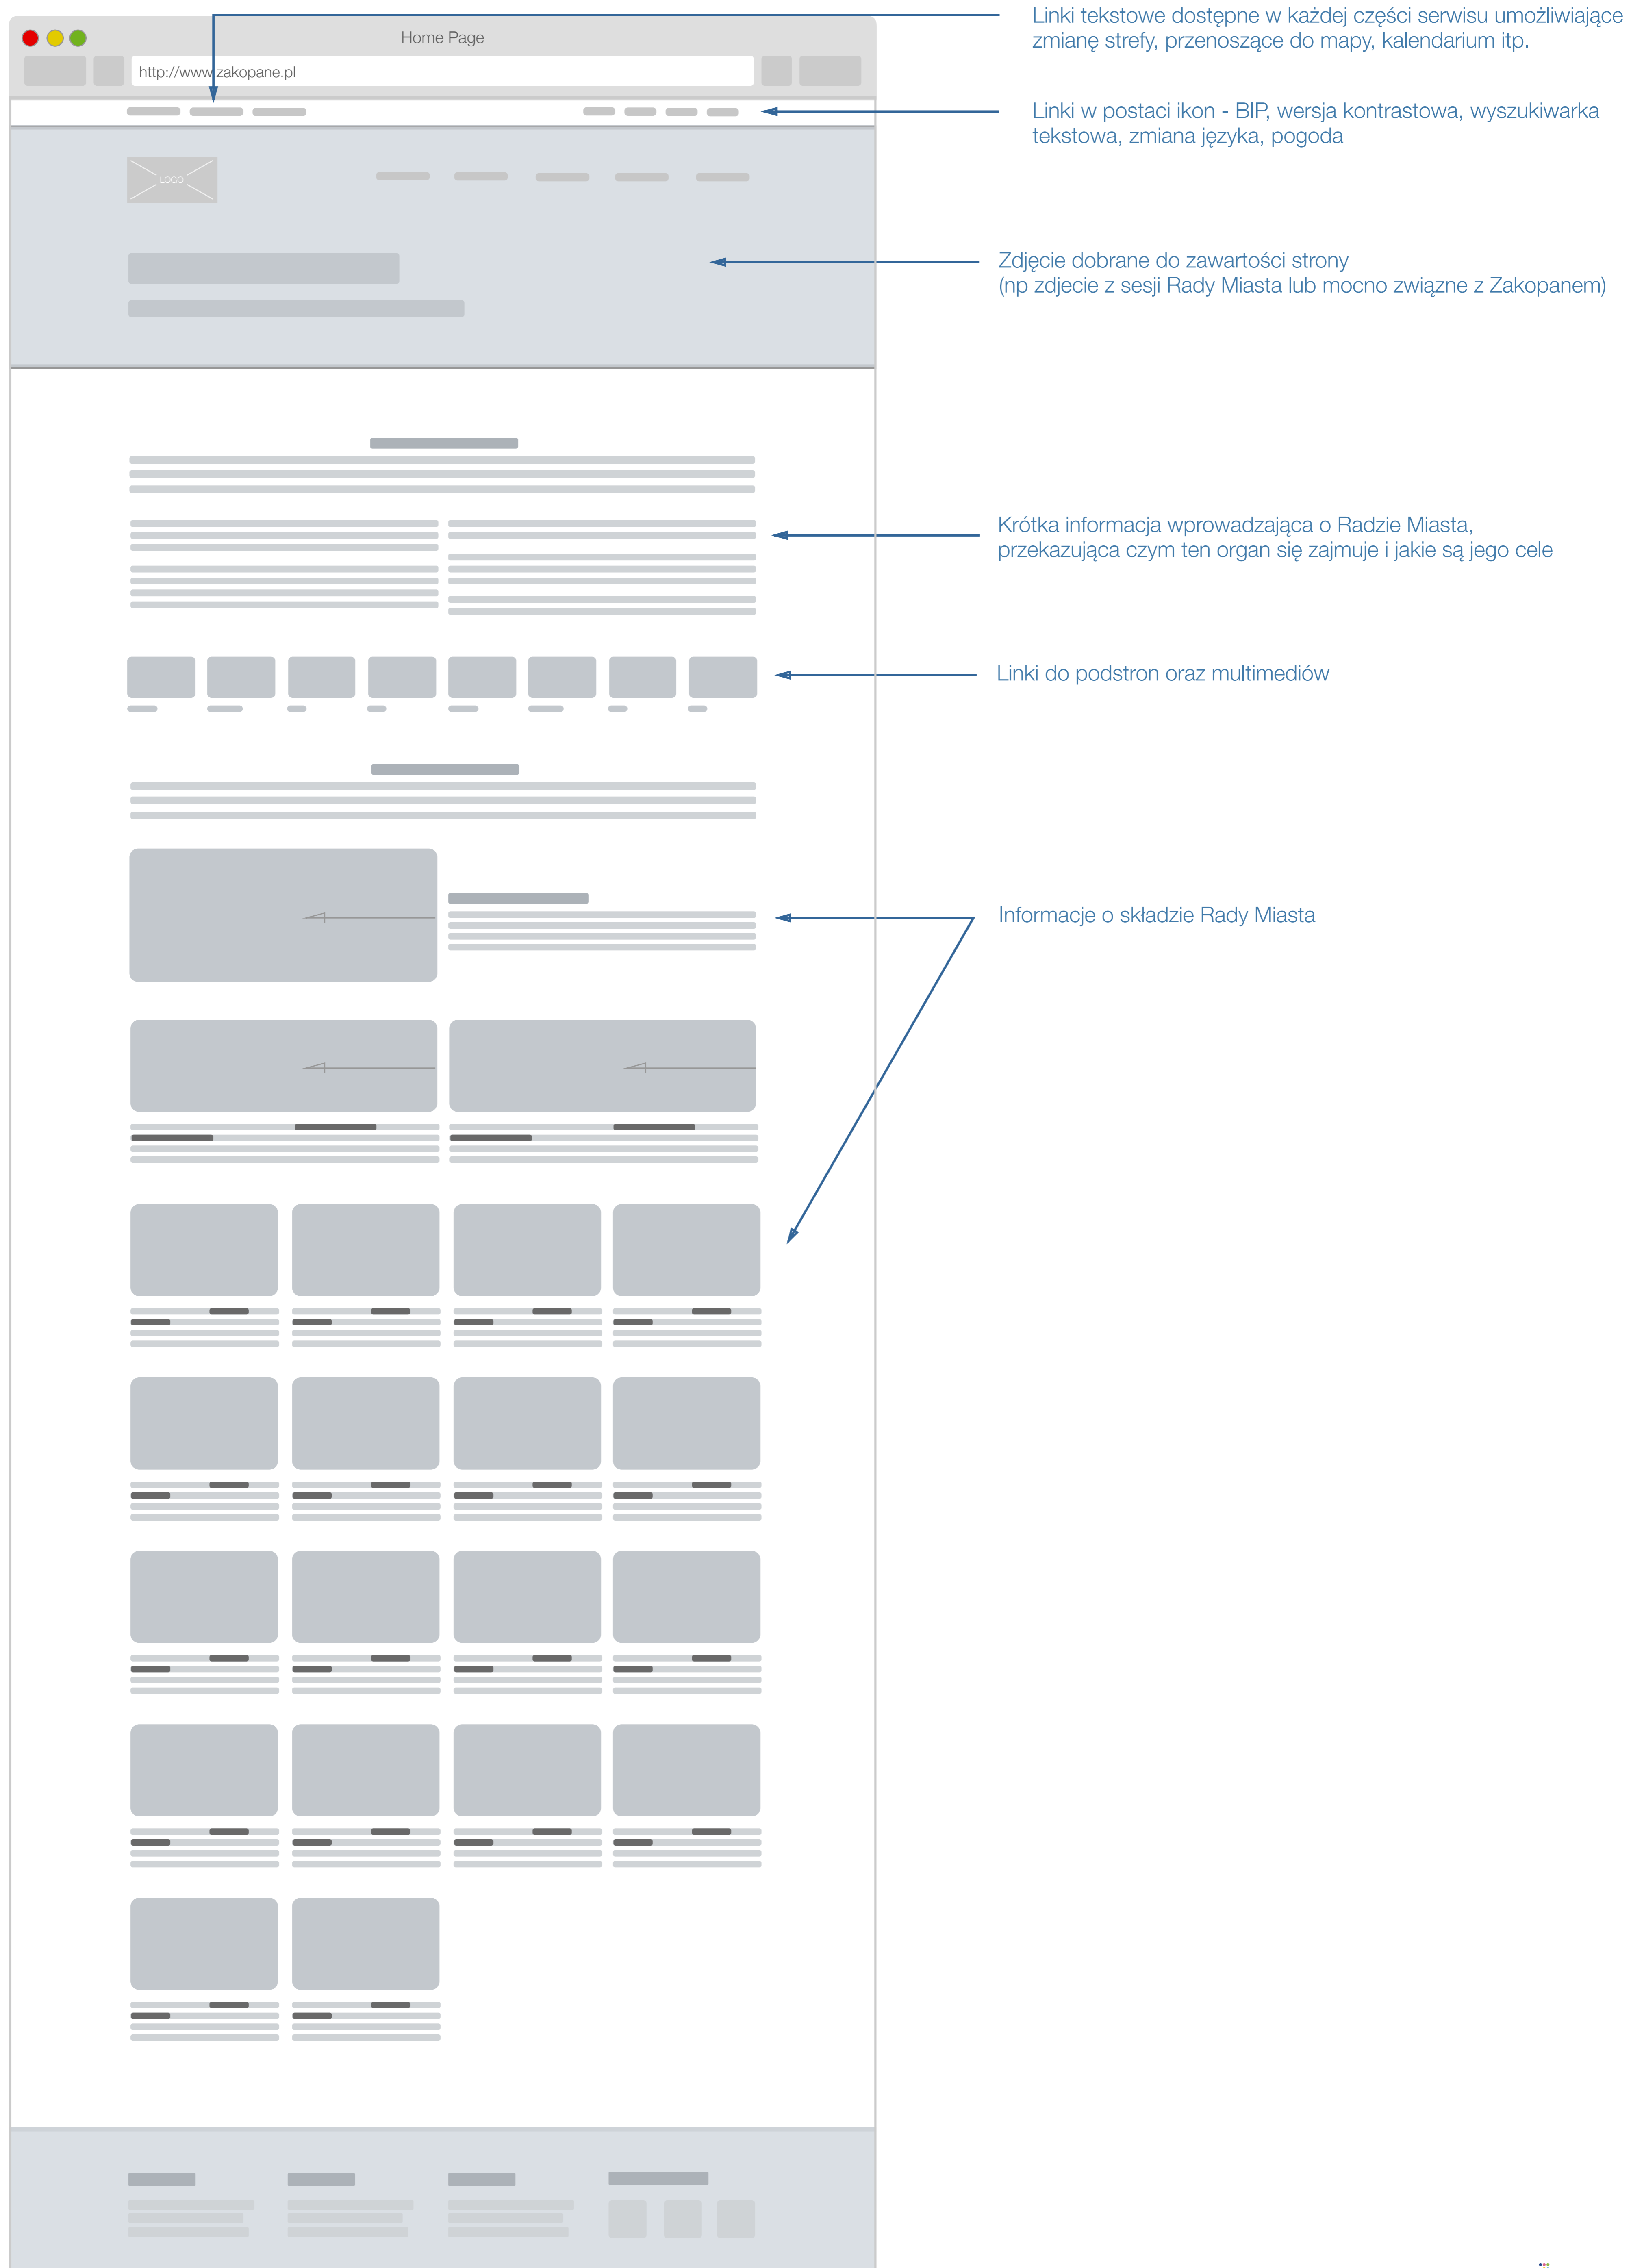 Linki tekstowe dostępne w każdej części serwisu umożliwiające
zmianę strefy, przenoszące do mapy, kalendarium itp.
Home Page
http://www.zakopane.pl
Linki w postaci ikon - BIP, wersja kontrastowa, wyszukiwarka
tekstowa, zmiana języka, pogoda
LOGO
Zdjęcie dobrane do zawartości strony
(np zdjecie z sesji Rady Miasta lub mocno związne z Zakopanem)
Krótka informacja wprowadzająca o Radzie Miasta,
przekazująca czym ten organ się zajmuje i jakie są jego cele
Linki do podstron oraz multimediów
Informacje o składzie Rady Miasta